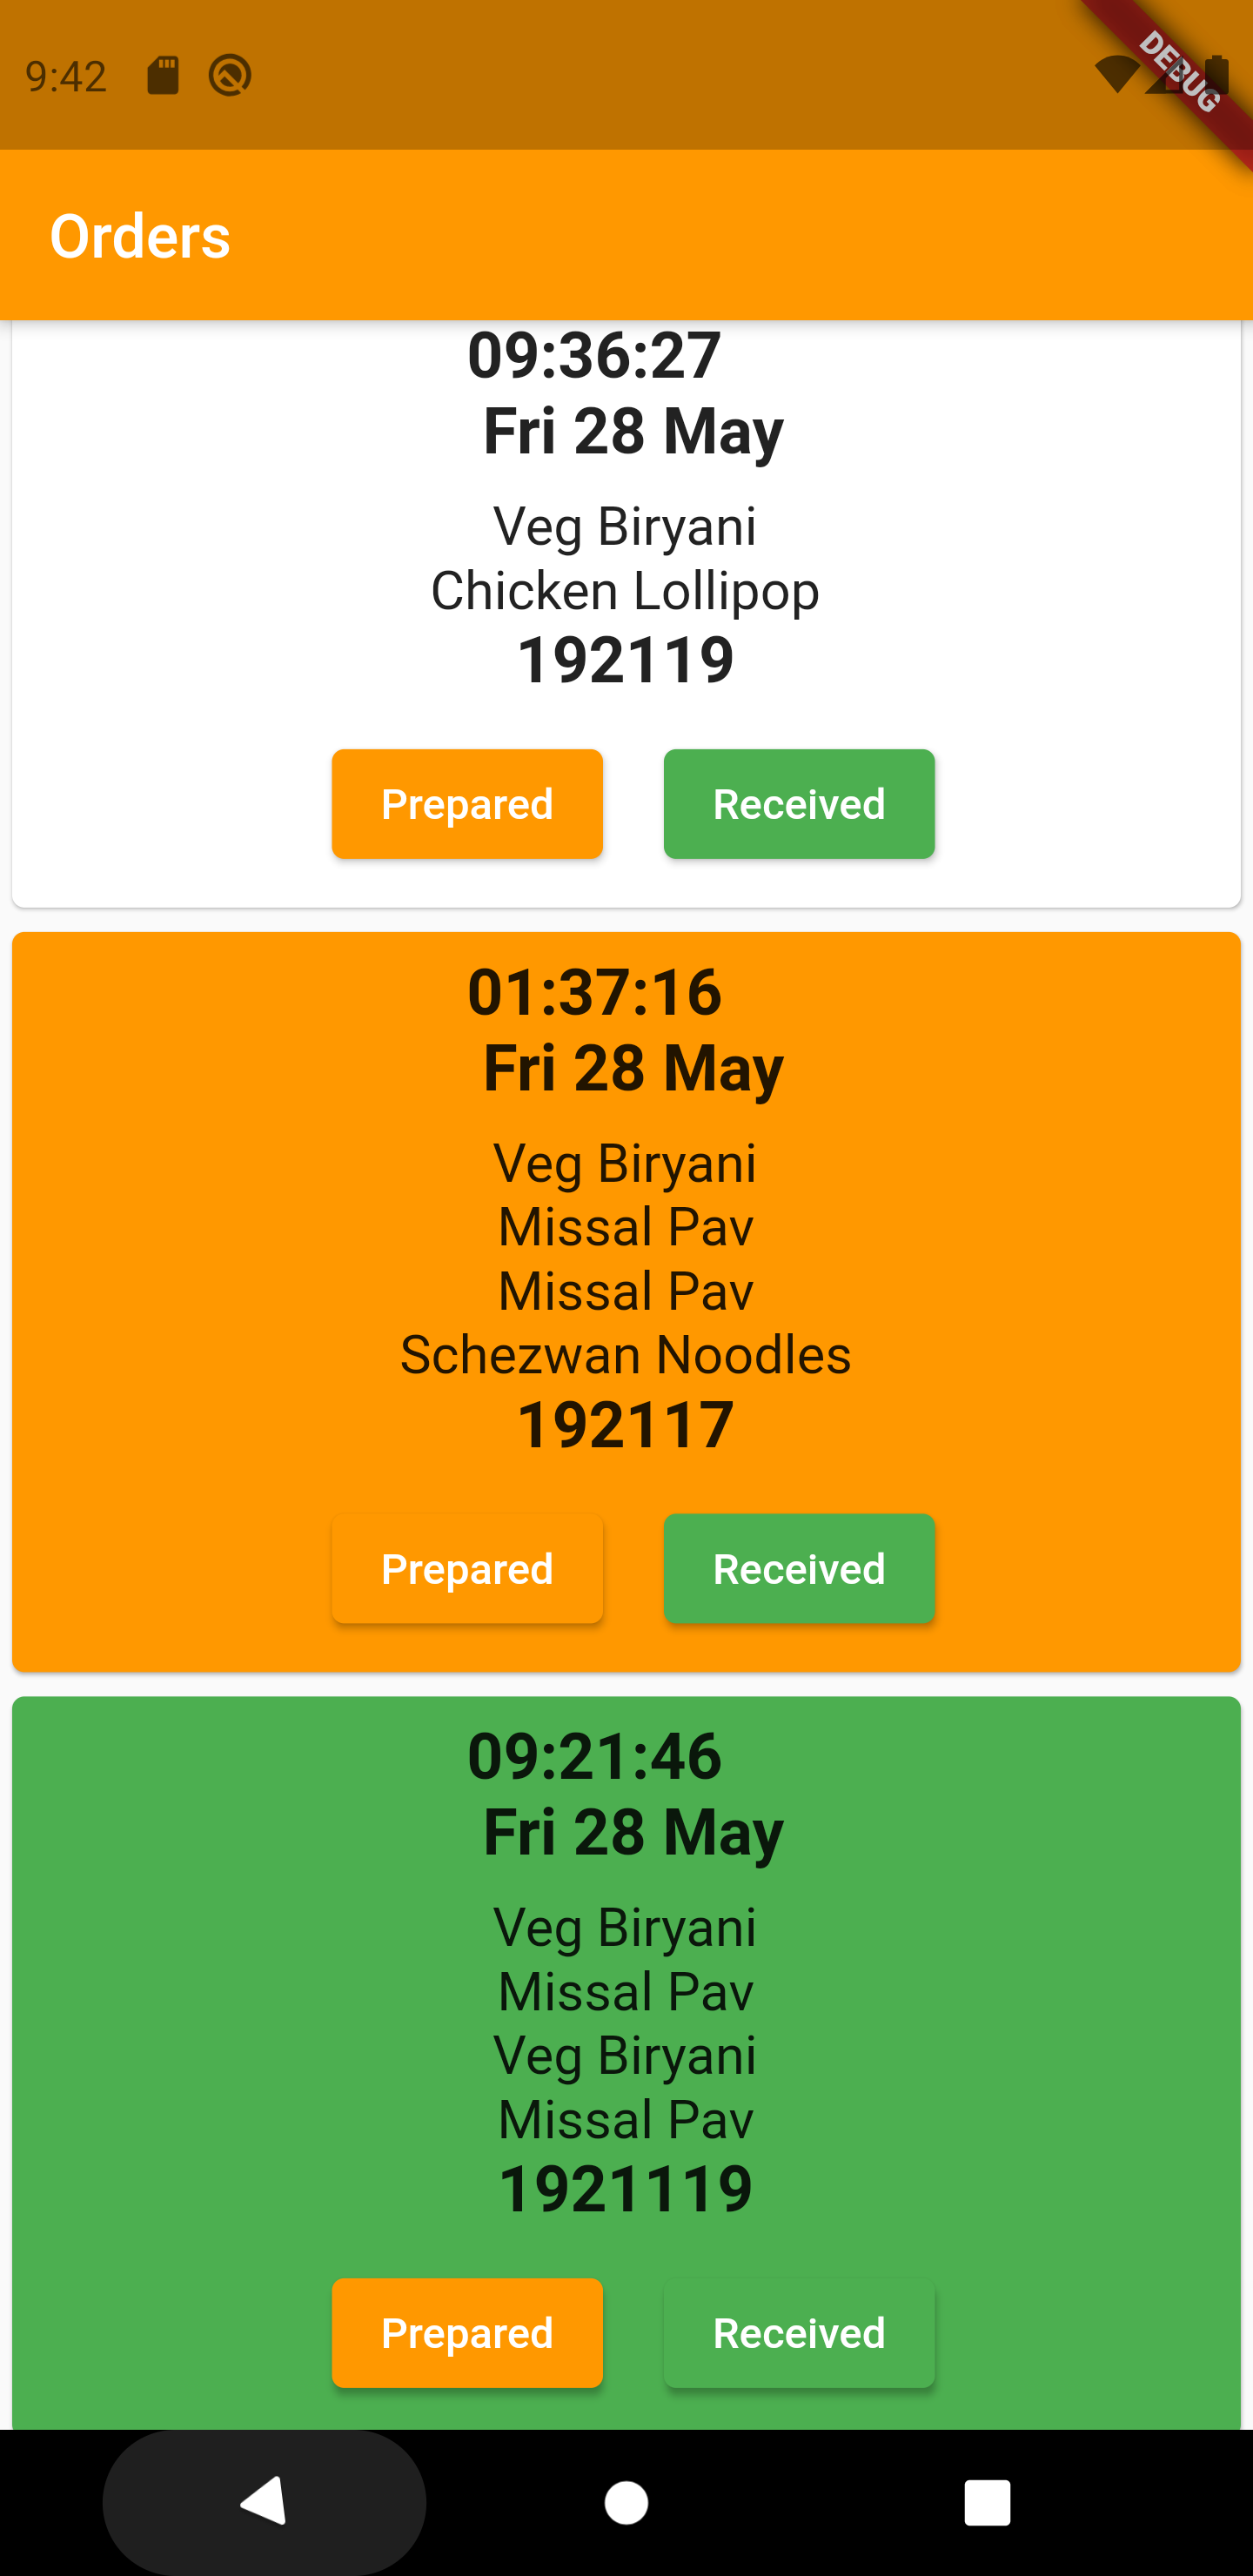 9:42
DEBUG
Orders
09:36:27
Fri 28 May
Veg Biryani
Chicken Lollipop
192119
Prepared Received
01:37:16
Fri 28 May
Veg Biryani
Missal Pav
Missal Pav
Schezwan Noodles
192117
Prepared Received
09:21:46
Fri 28 May
Veg Biryani
Missal Pav
Veg Biryani
Missal Pav
1921119
Prepared Received